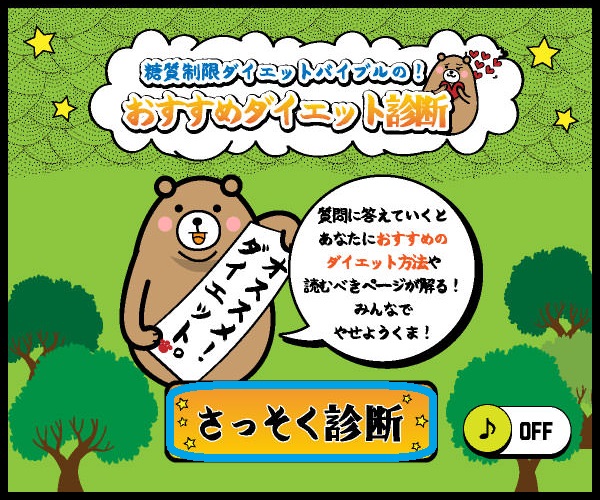 糖質制限ダイエットバイブルの！
おすすめダイエット診断
オススメ！
ダイエット。
質問に答えていくと
あなたにおすすめの
ダイエット方法や
読むべきページが解る！
みんなで
やせようくま！
さっそく診断
♪ OFF